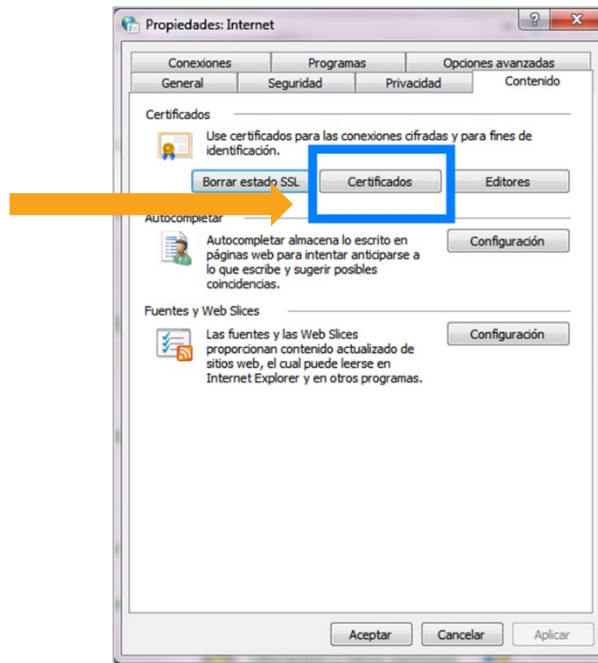 Propiedades: Internet
Conexiones Programas Opciones avanzadas
General Seguridad Privacidad Contenido
Certificados
Use certificados para las conexiones cifradas y para fines de
identificación.
Borrar estado SSL Certificados Editores
Autocompletar
Autocompletar almacena lo escrito en
páginas web para intentar anticiparse a
lo que escribe y sugerir posibles
coincidencias.
Configuración
Fuentes y Web Slices
Las fuentes y las Web Slices
proporcionan contenido actualizado de
sitios web, el cual puede leerse en
Internet Explorer y en otros programas.
Configuración
Aceptar Cancelar Aplicar